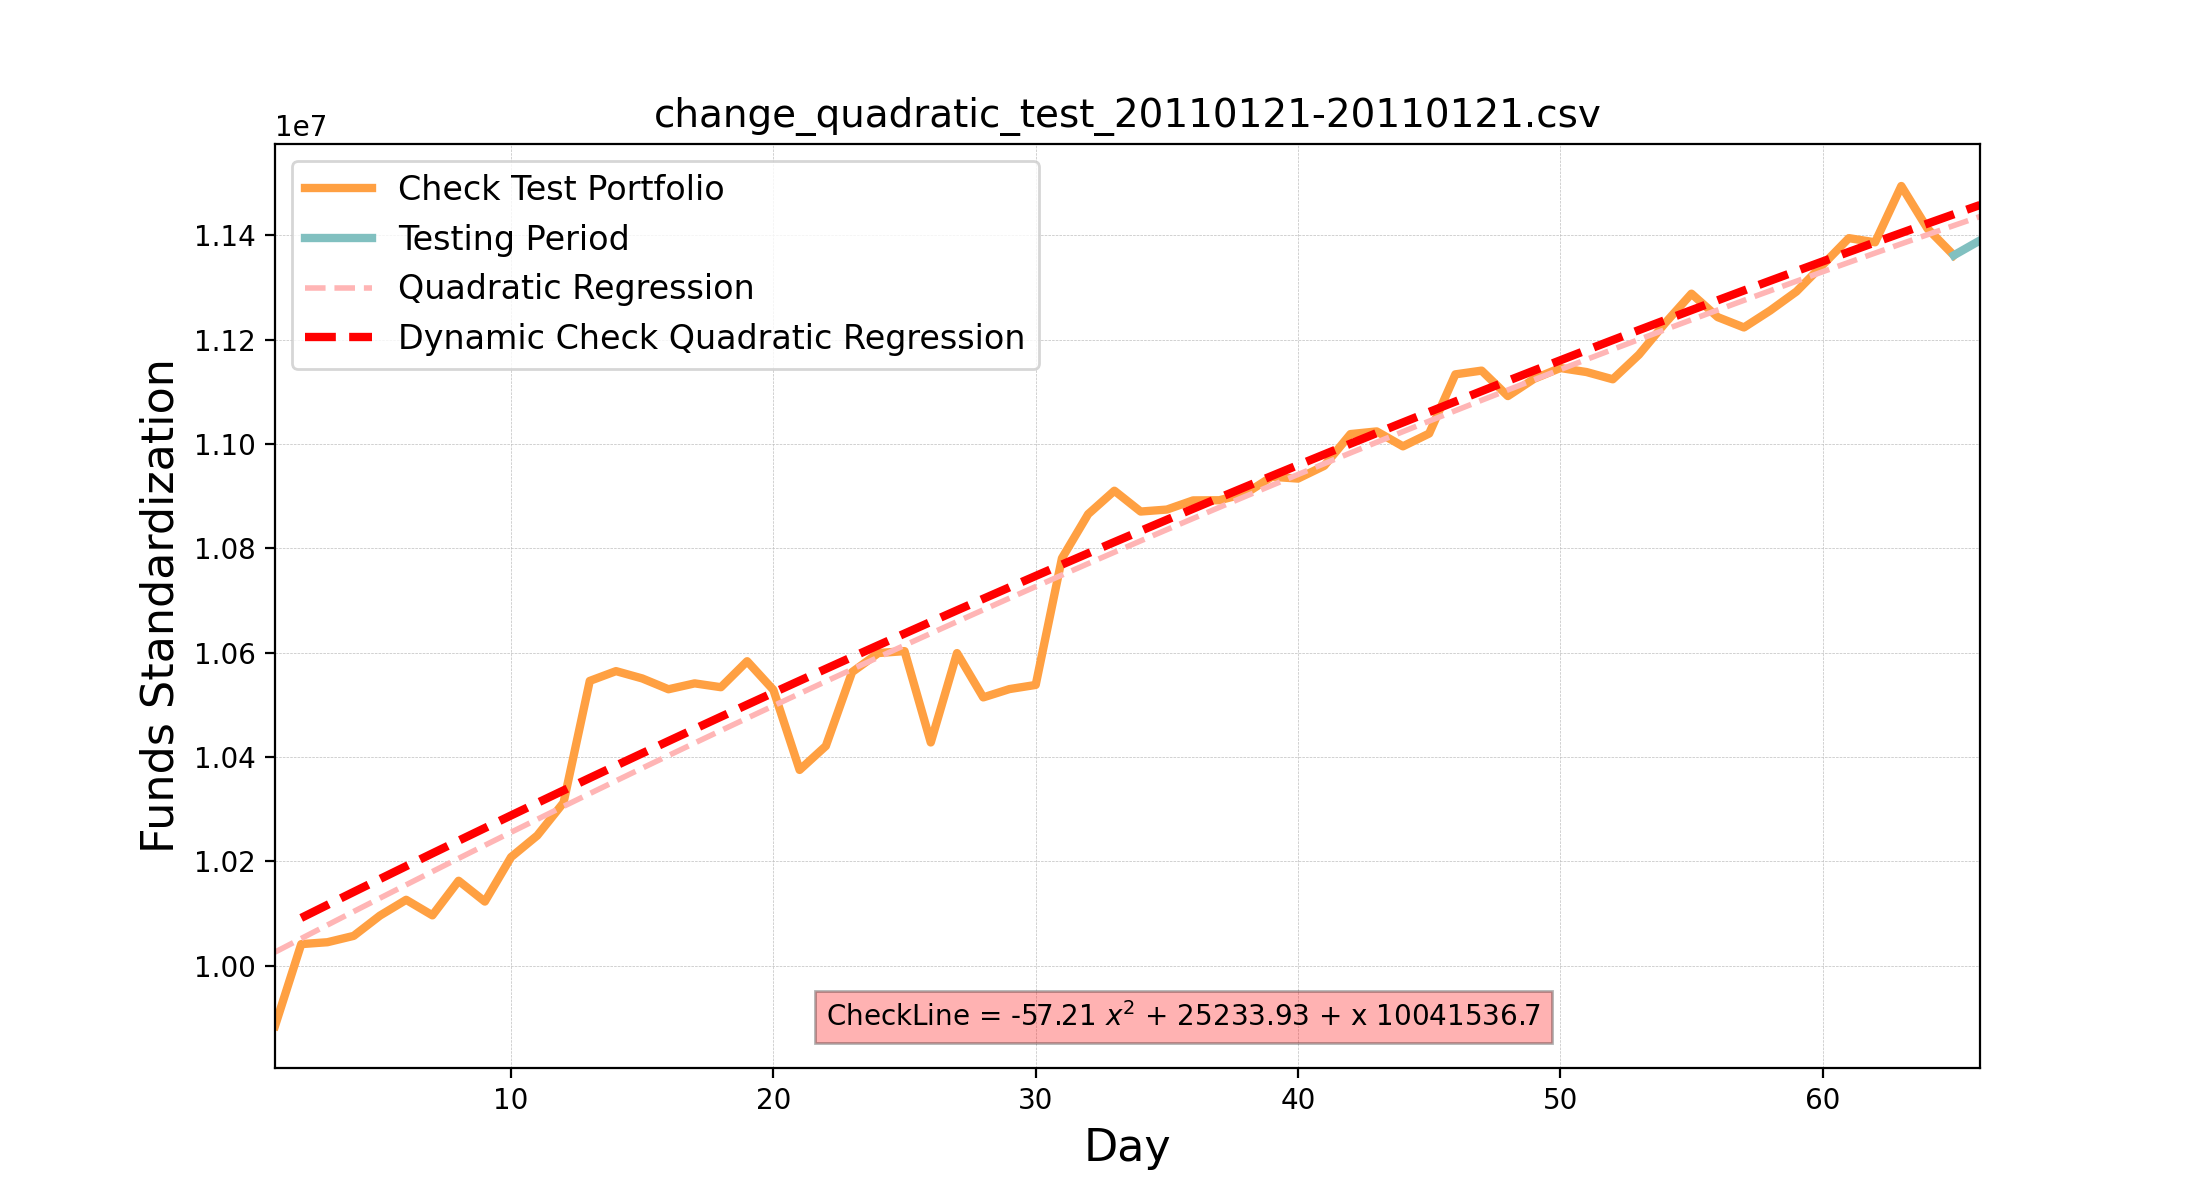 change_quadratic_test_20110121-20110121.csv
1e7
Check Test Portfolio
Testing Period
Quadratic Regression
Dynamic Check Quadratic Regression
Funds Standardization
1.14
1.12
1.10
1.08
1.06
1.04
1.02
1.00
CheckLine = -57.21 x² + 25233.93 + x 10041536.7
10 20 30 40 50 60
Day